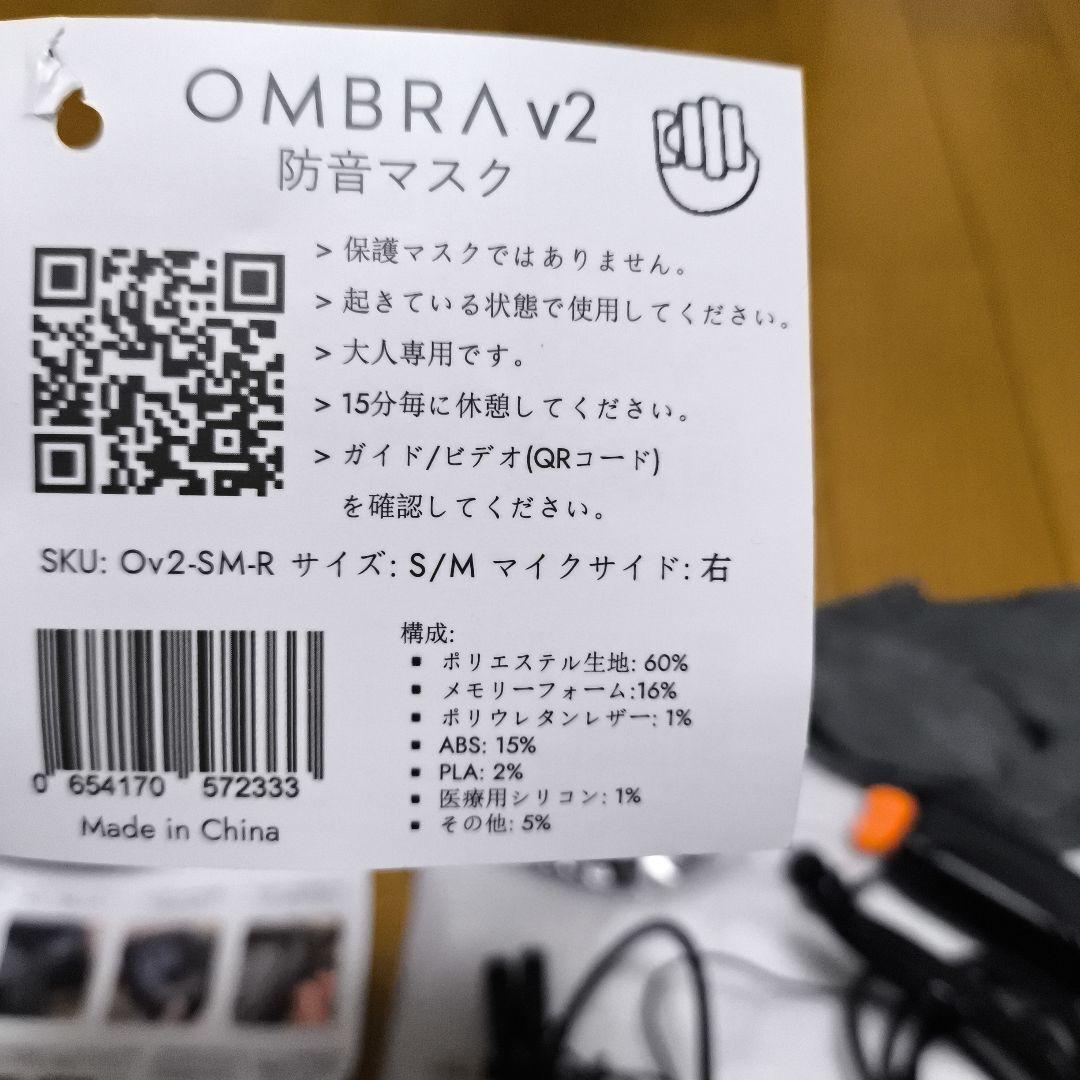 OMBRA v2
防音マスク
> 保護マスクではありません。
> 起きている状態で使用してください。
> 大人専用です。
> 15分毎に休憩してください。
> ガイド/ビデオ(QRコード)
を確認してください。
SKU: Ov2-SM-R サイズ: S/M マイクサイド: 右
構成:
▪ ポリエステル生地: 60%
▪ メモリーフォーム:16%
▪ ポリウレタンレザー: 1%
▪ ABS: 15%
▪ PLA: 2%
▪ 医療用シリコン: 1%
▪ その他: 5%
0 654170 572333
Made in China